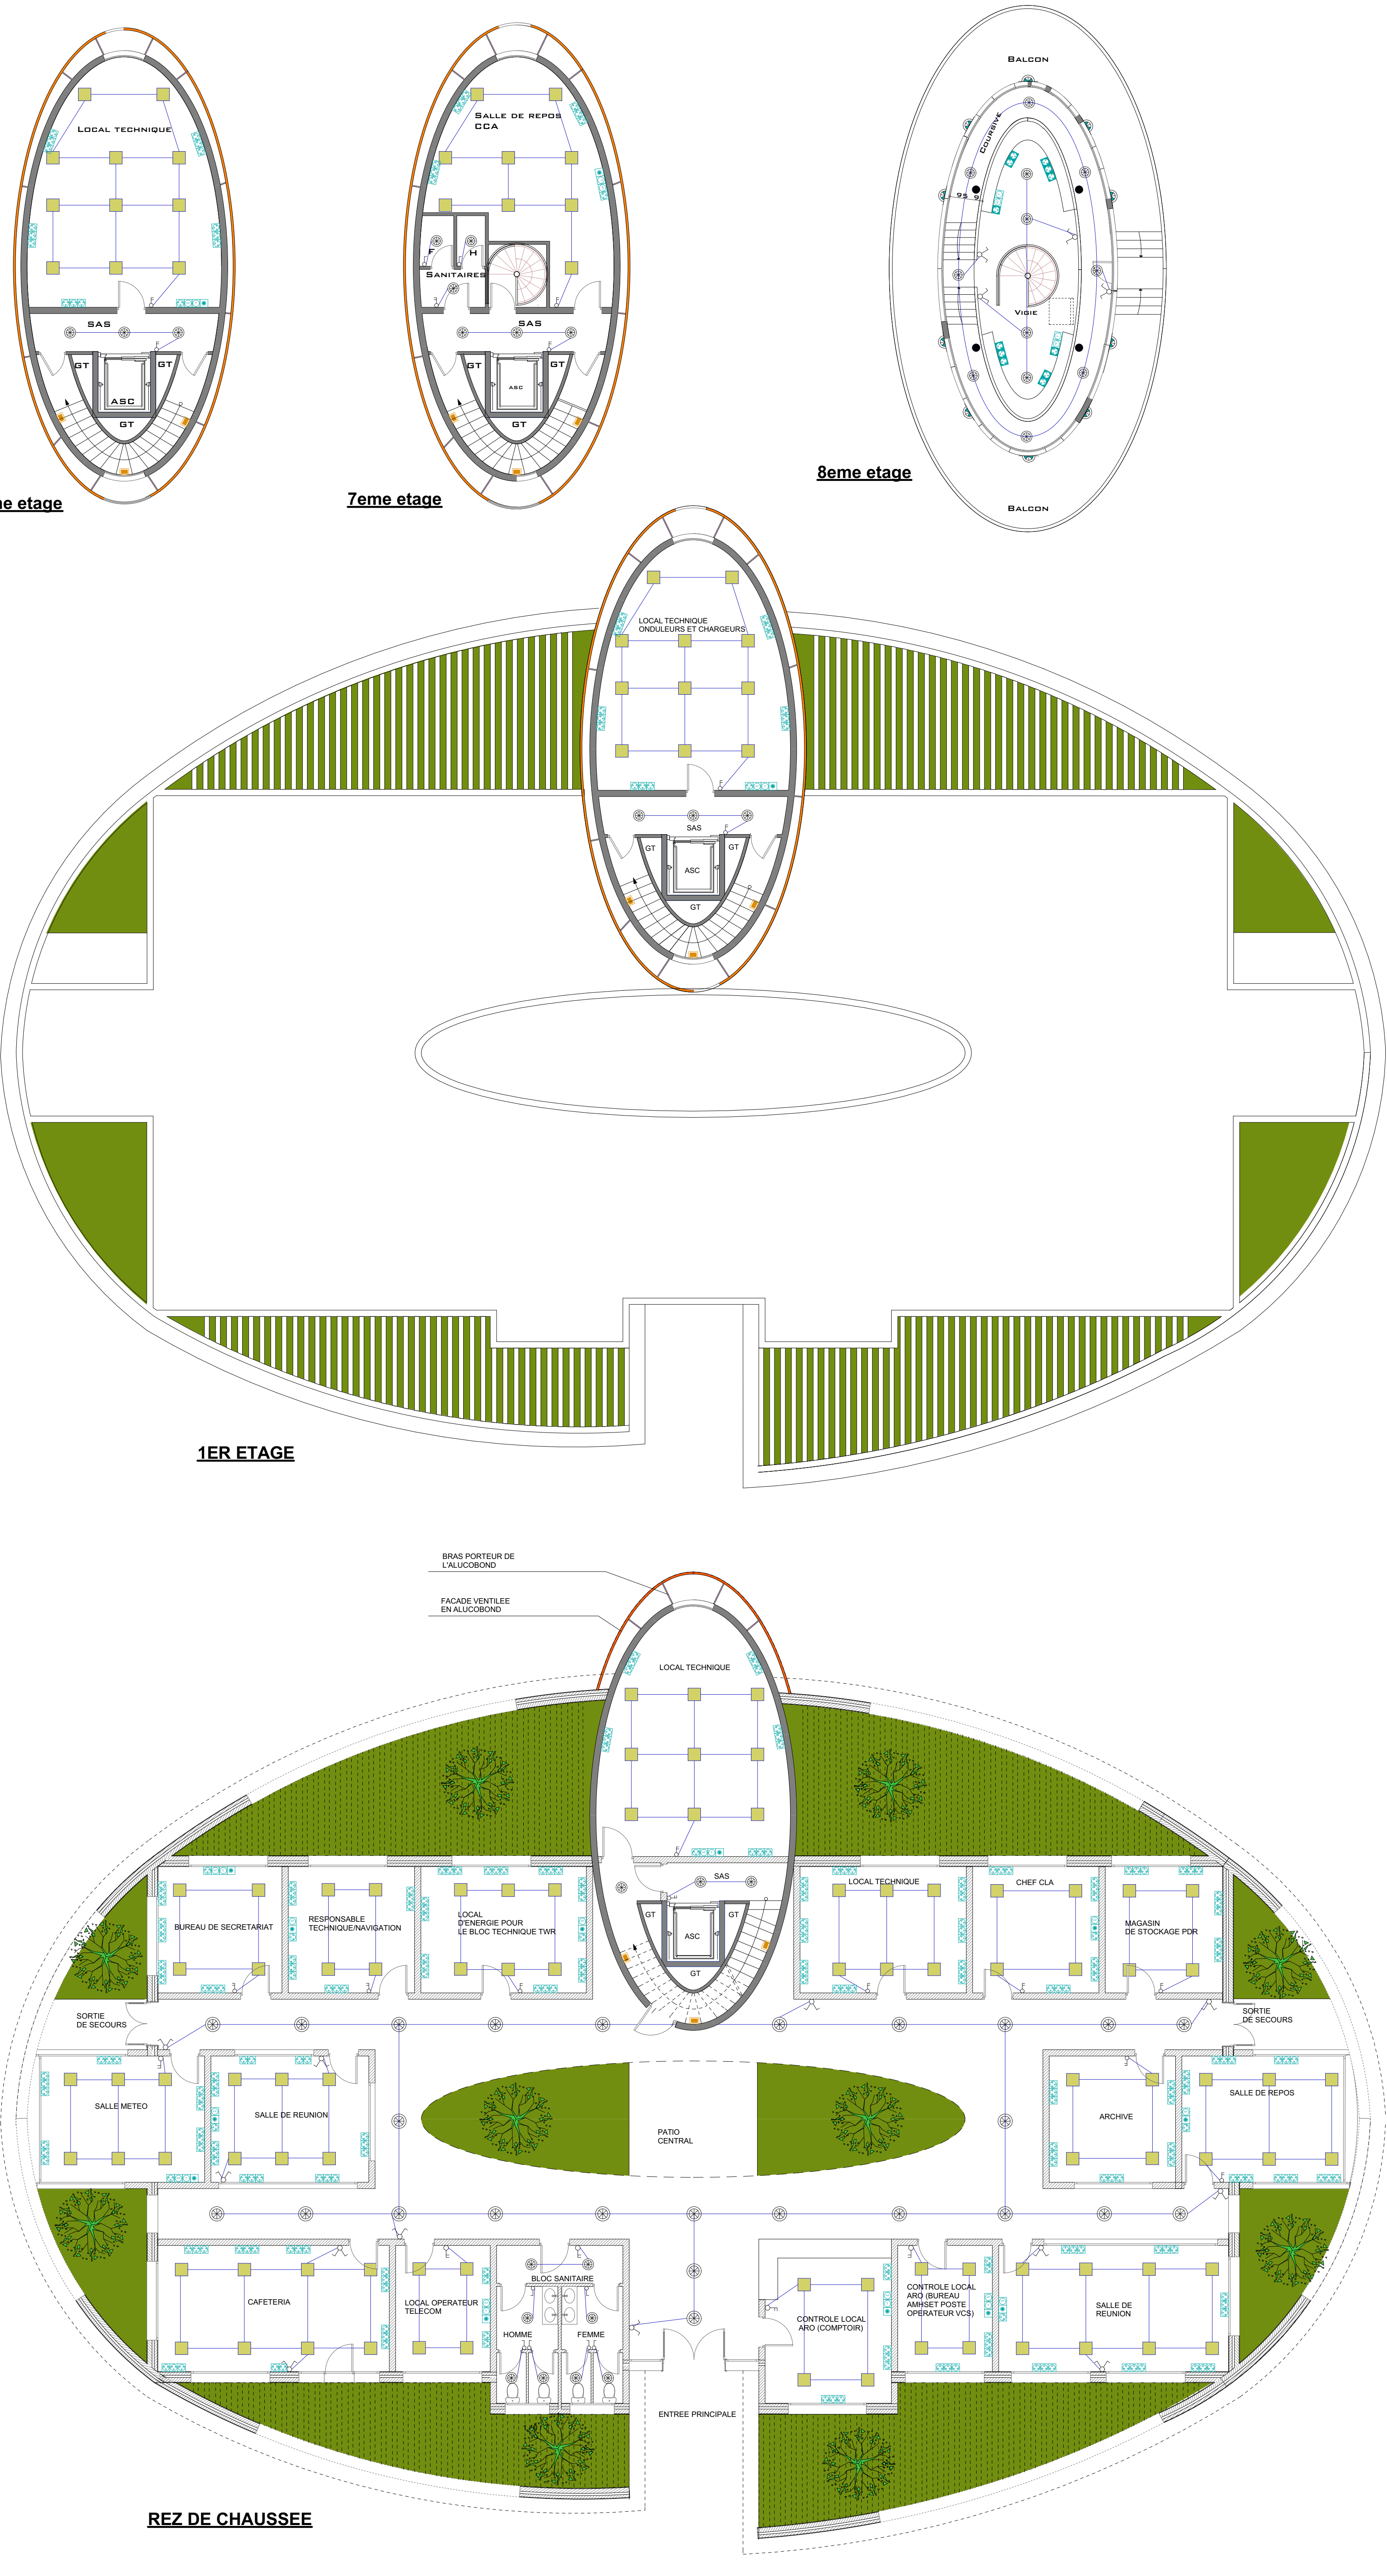 Balcon
Local technique
Salle de repos
CCA
Coursive
F
H
Sanitaires
F
F
F
Vigie
SAS
SAS
F
F
GT
GT
GT
GT
ASC
ASC
GT
GT
8eme etage
7eme etage
me etage
Balcon
LOCAL TECHNIQUE
ONDULEURS ET CHARGEURS
F
SAS
F
GT
GT
ASC
GT
1ER ETAGE
BRAS PORTEUR DE
L'ALUCOBOND
FACADE VENTILEE
EN ALUCOBOND
LOCAL TECHNIQUE
F
SAS
LOCAL TECHNIQUE
CHEF CLA
GT
GT
BUREAU DE SECRETARIAT
RESPONSABLE
TECHNIQUE/NAVIGATION
LOCAL
D'ENERGIE POUR
LE BLOC TECHNIQUE TWR
ASC
MAGASIN
DE STOCKAGE PDR
GT
SORTIE
DE SECOURS
SORTIE
DE SECOURS
SALLE METEO
SALLE DE REUNION
PATIO
CENTRAL
ARCHIVE
SALLE DE REPOS
CAFETERIA
LOCAL OPERATEUR
TELECOM
BLOC SANITAIRE
HOMME
FEMME
CONTROLE LOCAL
ARO (COMPTOIR)
CONTROLE LOCAL
ARO (BUREAU
AMHSET POSTE
OPERATEUR VCS)
SALLE DE
REUNION
ENTREE PRINCIPALE
REZ DE CHAUSSEE